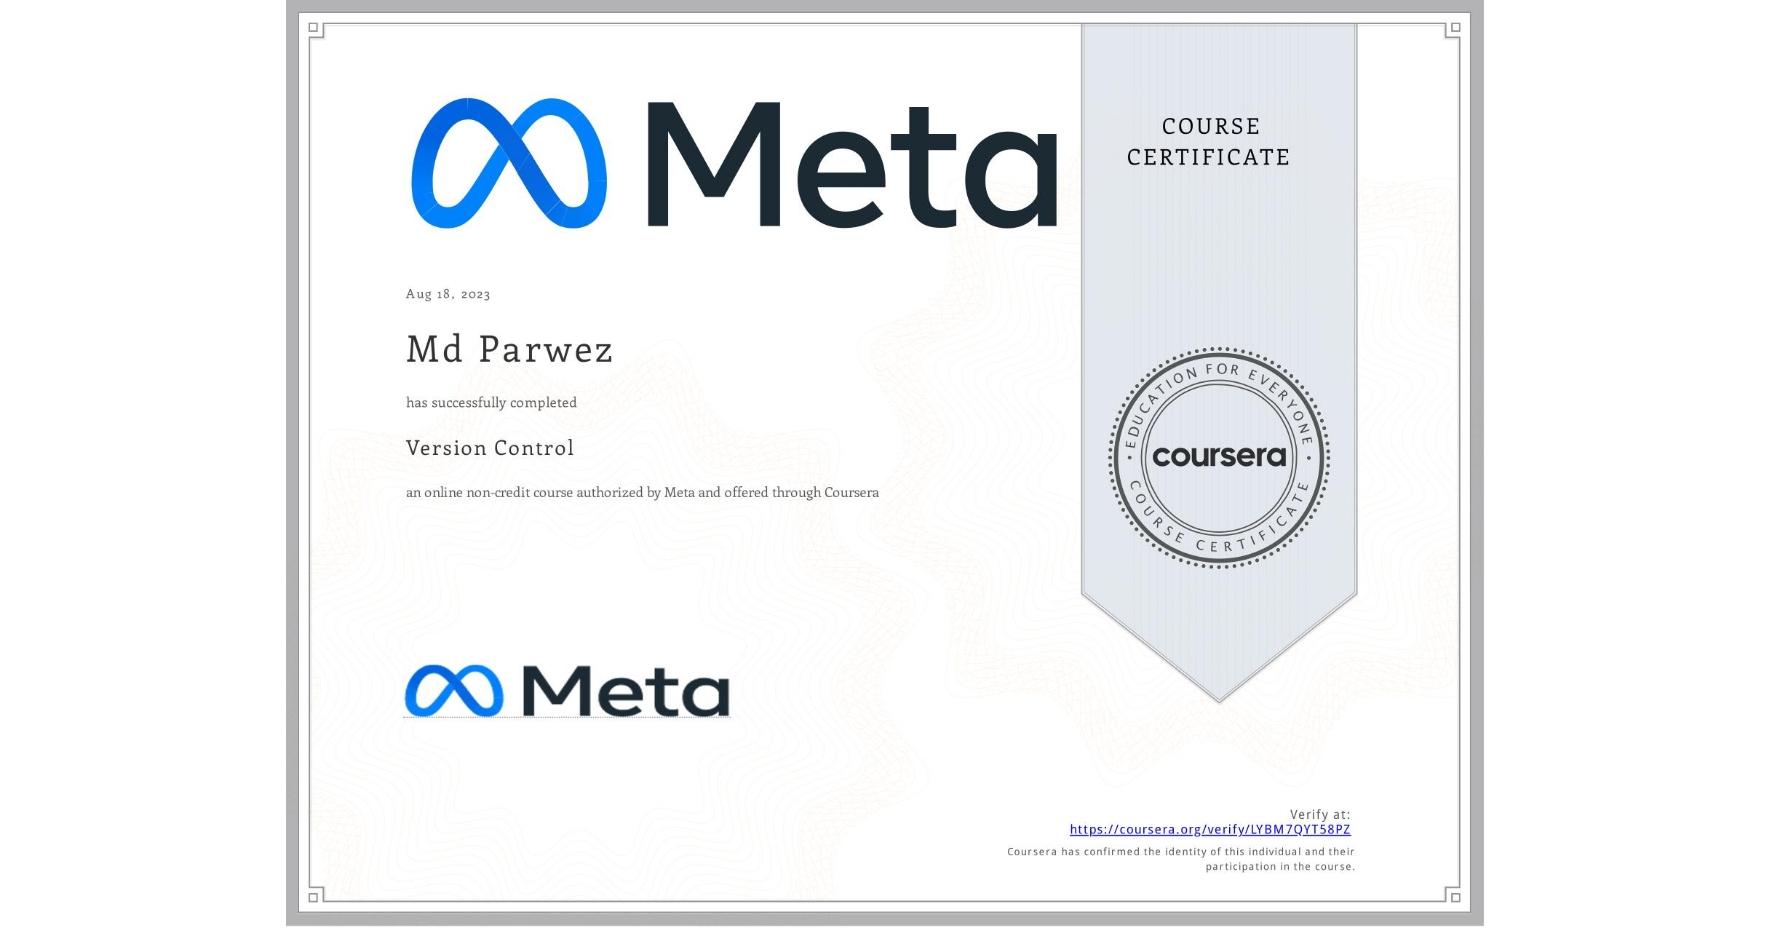 Meta
COURSE
CERTIFICATE
Aug 18, 2023
Md Parwez
has successfully completed
Version Control
an online non-credit course authorized by Meta and offered through Coursera
EDUCATION FOR EVERYONE
coursera
COURSE CERTIFICATE
Meta
Verify at:
https://coursera.org/verify/LYBM7QYT58PZ
Coursera has confirmed the identity of this individual and their
participation in the course.